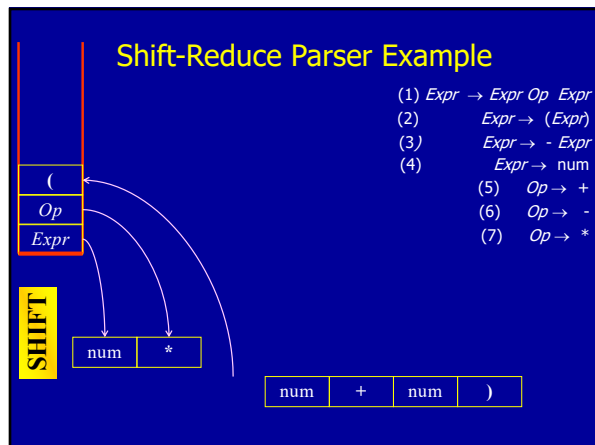 Shift-Reduce Parser Example
(1) Expr → Expr Op Expr
(2) Expr → (Expr)
(3) Expr → - Expr
(4) Expr → num
(5) Op → +
(6) Op → -
(7) Op → *
(
Op
Expr
SHIFT
num *
num + num )